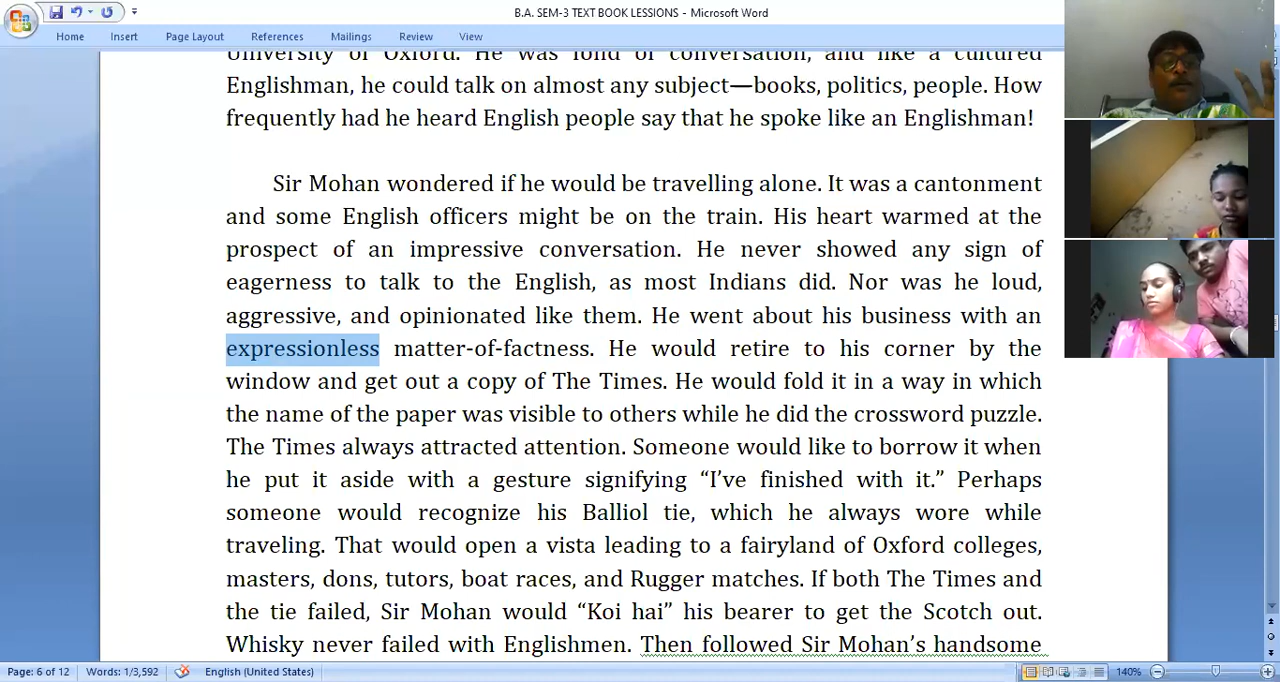 B.A. SEM-3 TEXT BOOK LESSIONS - Microsoft Word
Home Insert Page Layout References Mailings Review View
University of Oxford. He was fond of conversation, and like a cultured
Englishman, he could talk on almost any subject—books, politics, people. How
frequently had he heard English people say that he spoke like an Englishman!
Sir Mohan wondered if he would be travelling alone. It was a cantonment
and some English officers might be on the train. His heart warmed at the
prospect of an impressive conversation. He never showed any sign of
eagerness to talk to the English, as most Indians did. Nor was he loud,
aggressive, and opinionated like them. He went about his business with an
expressionless matter-of-factness. He would retire to his corner by the
window and get out a copy of The Times. He would fold it in a way in which
the name of the paper was visible to others while he did the crossword puzzle.
The Times always attracted attention. Someone would like to borrow it when
he put it aside with a gesture signifying “I’ve finished with it.” Perhaps
someone would recognize his Balliol tie, which he always wore while
traveling. That would open a vista leading to a fairyland of Oxford colleges,
masters, dons, tutors, boat races, and Rugger matches. If both The Times and
the tie failed, Sir Mohan would “Koi hai” his bearer to get the Scotch out.
Whisky never failed with Englishmen. Then followed Sir Mohan’s handsome
Page: 6 of 12 Words: 1/3,592 English (United States) 140%